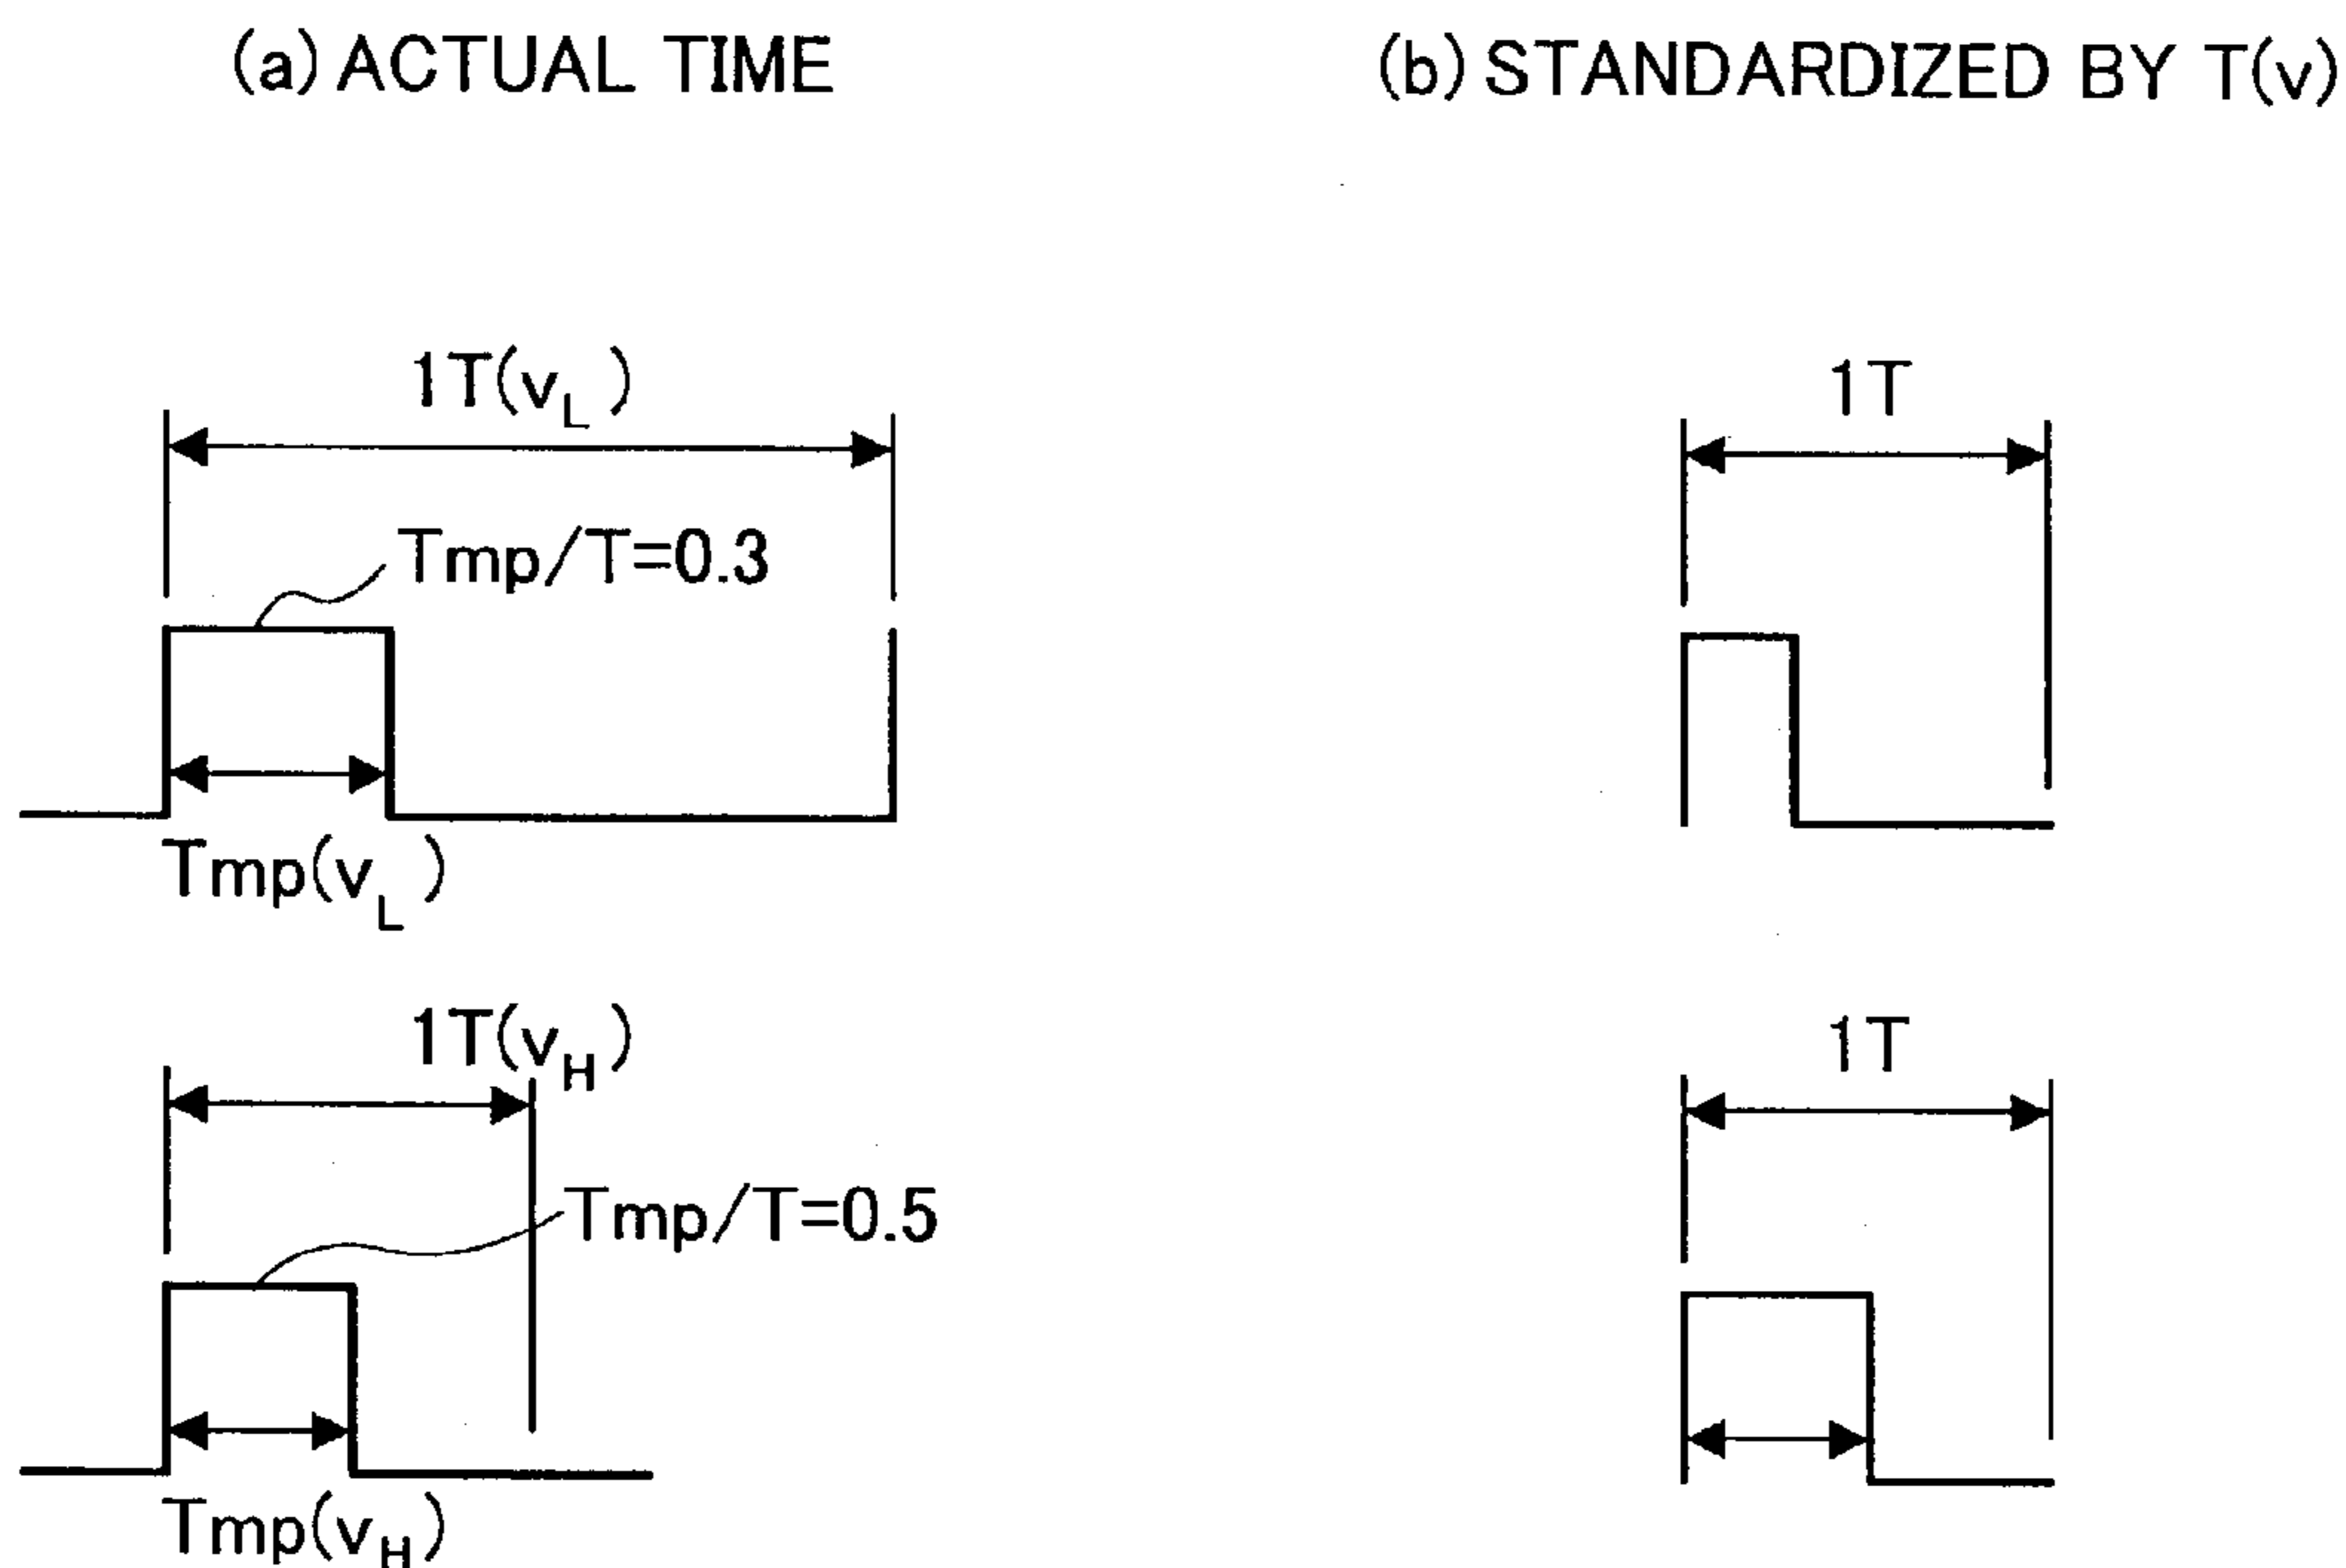 (a) ACTUAL TIME
(b) STANDARDIZED BY T(v)
1T(vL)
1T
Tmp/T=0.3
Tmp(vL)
1T(vH)
1T
Tmp/T=0.5
Tmp(vH)